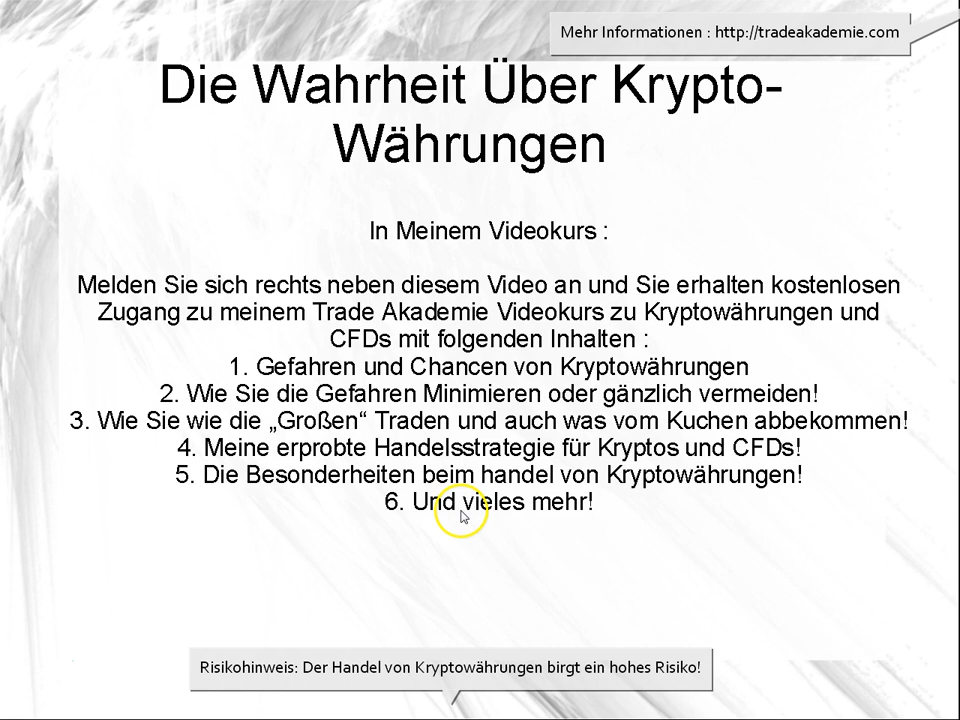 Mehr Informationen : http://tradeakademie.com
Die Wahrheit Über Krypto-
Währungen
In Meinem Videokurs :
Melden Sie sich rechts neben diesem Video an und Sie erhalten kostenlosen
Zugang zu meinem Trade Akademie Videokurs zu Kryptowährungen und
CFDs mit folgenden Inhalten :
1. Gefahren und Chancen von Kryptowährungen
2. Wie Sie die Gefahren Minimieren oder gänzlich vermeiden!
3. Wie Sie wie die „Großen“ Traden und auch was vom Kuchen abbekommen!
4. Meine erprobte Handelsstrategie für Kryptos und CFDs!
5. Die Besonderheiten beim handel von Kryptowährungen!
6. Und vieles mehr!
Risikohinweis: Der Handel von Kryptowährungen birgt ein hohes Risiko!